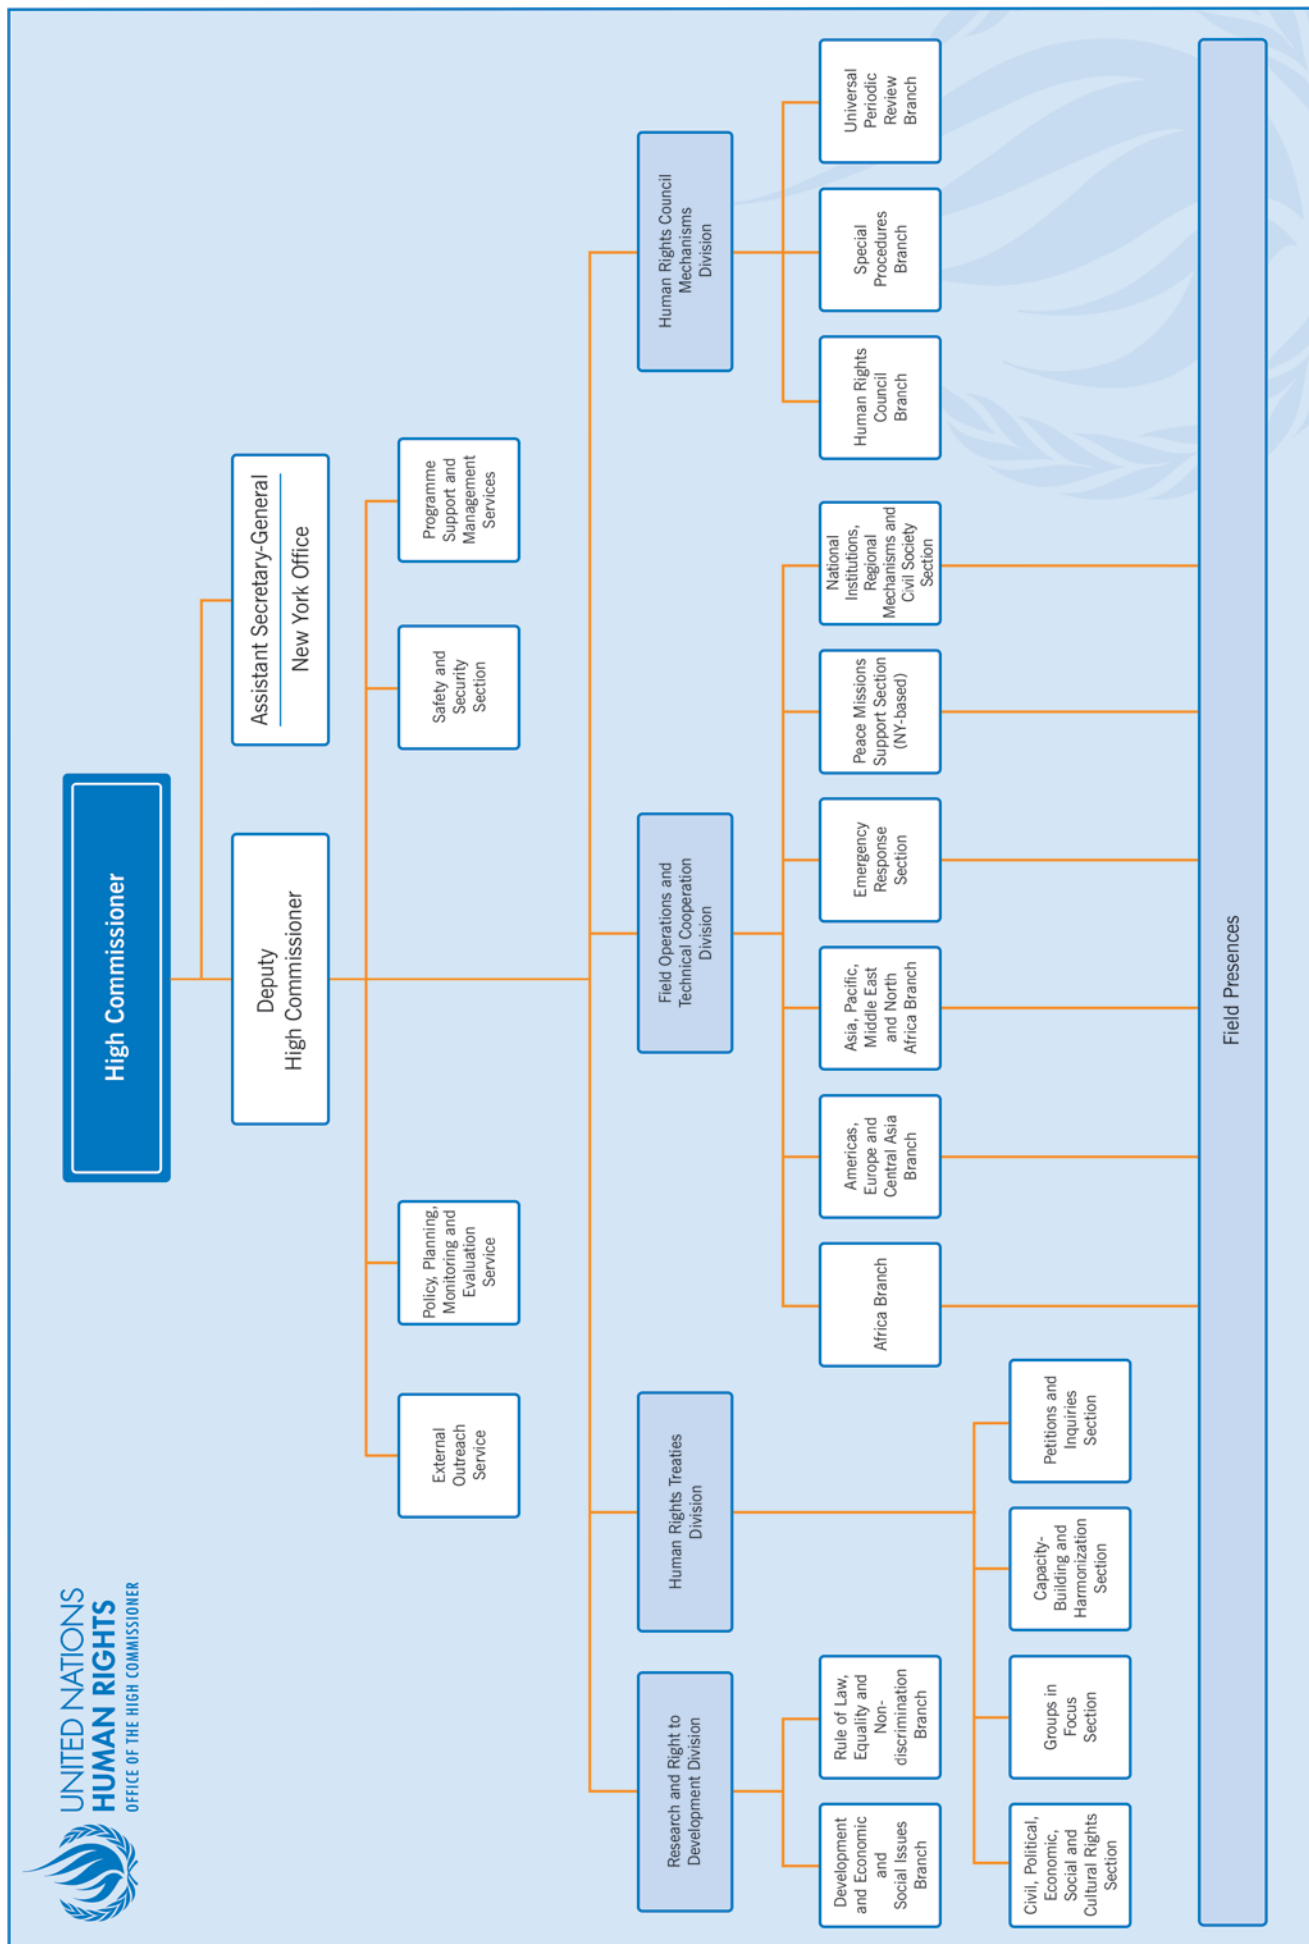 UNITED NATIONS
HUMAN RIGHTS
OFFICE OF THE HIGH COMMISSIONER
High Commissioner
Deputy
High Commissioner
Assistant Secretary-General
New York Office
External
Outreach
Service
Policy, Planning,
Monitoring and
Evaluation
Service
Safety and
Security
Section
Programme
Support and
Management
Services
Research and Right to
Development Division
Human Rights Treaties
Division
Field Operations and
Technical Cooperation
Division
Human Rights Council
Mechanisms
Division
Development
and Economic
and
Social Issues
Branch
Rule of Law,
Equality and
Non-
discrimination
Branch
Africa Branch
Americas,
Europe and
Central Asia
Branch
Asia, Pacific,
Middle East
and North
Africa Branch
Emergency
Response
Section
Peace Missions
Support Section
(NY-based)
National
Institutions,
Regional
Mechanisms and
Civil Society
Section
Human Rights
Council
Branch
Special
Procedures
Branch
Universal
Periodic
Review
Branch
Civil, Political,
Economic,
Social and
Cultural Rights
Section
Groups in
Focus
Section
Capacity-
Building and
Harmonization
Section
Petitions and
Inquiries
Section
Field Presences